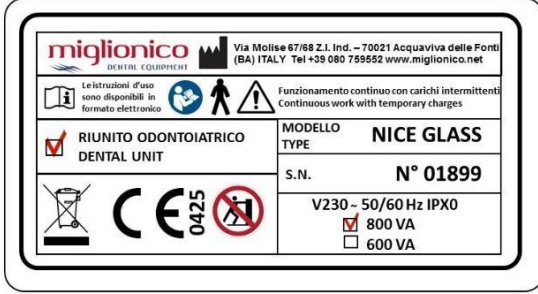 miglionico
DENTAL EQUIPMENT
Via Molise 67/68 Z.I. Ind. – 70021 Acquaviva delle Fonti
(BA) ITALY Tel +39 080 759552 www.miglionico.net
Le istruzioni d'uso
sono disponibili in
formato elettronico
Funzionamento continuo con carichi intermittenti
Continuous work with temporary charges
RIUNITO ODONTOIATRICO
DENTAL UNIT
MODELLO
TYPE
NICE GLASS
S.N.
N° 01899
CE
0425
V230 ~ 50/60 Hz IPX0
800 VA
600 VA